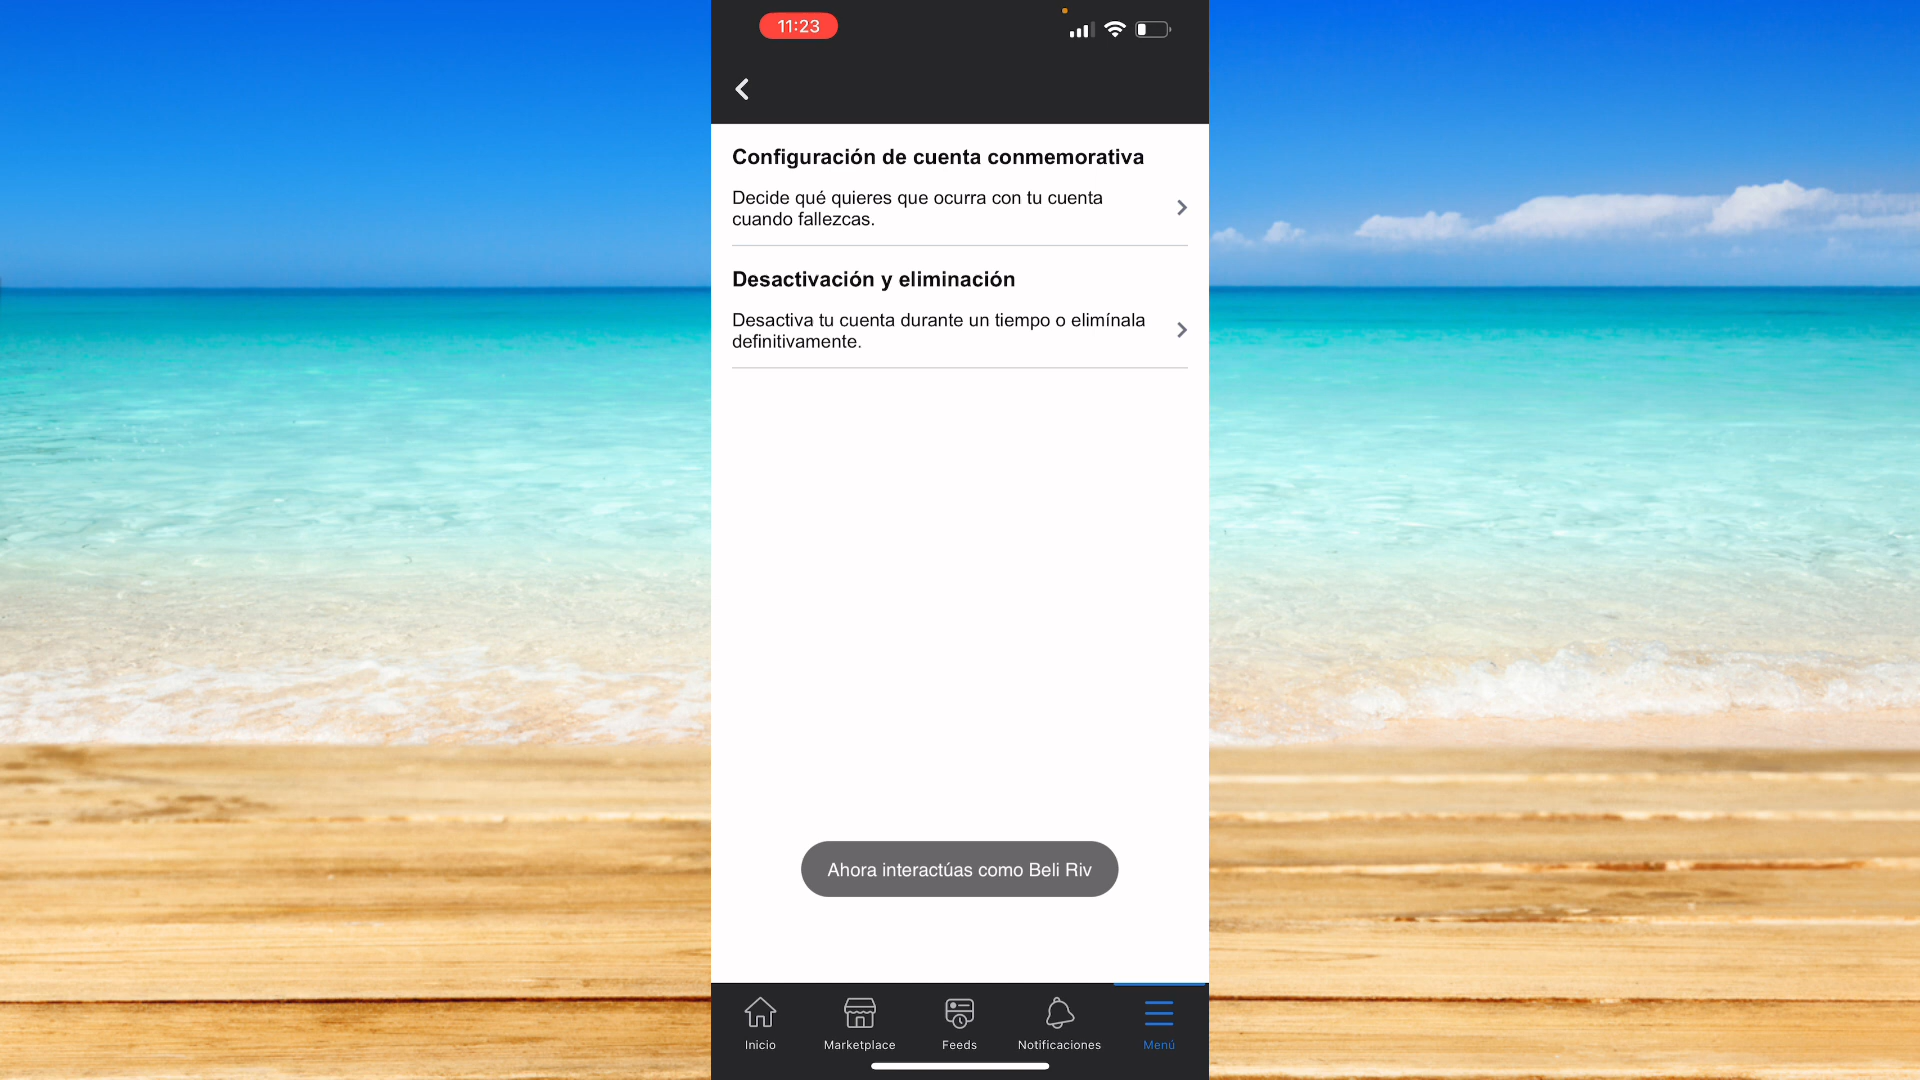 11:23
Configuración de cuenta conmemorativa
Decide qué quieres que ocurra con tu cuenta
cuando fallezcas.
Desactivación y eliminación
Desactiva tu cuenta durante un tiempo o elimínala
definitivamente.
Ahora interactúas como Beli Riv
Inicio
Marketplace
Feeds
Notificaciones
Menú